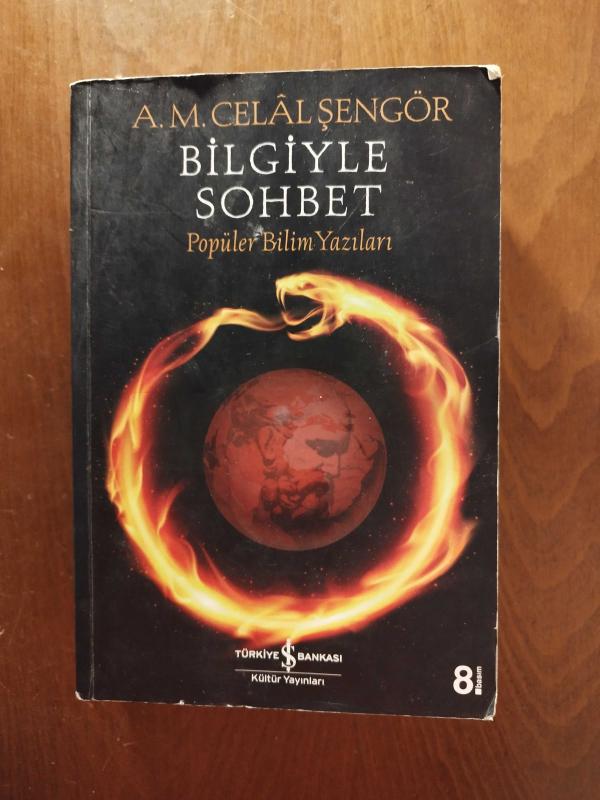 A. M. CELÂL ŞENGÖR
BİLGİYLE
SOHBET
Popüler Bilim Yazıları
TÜRKİYE İŞ BANKASI
Kültür Yayınları
8. basım